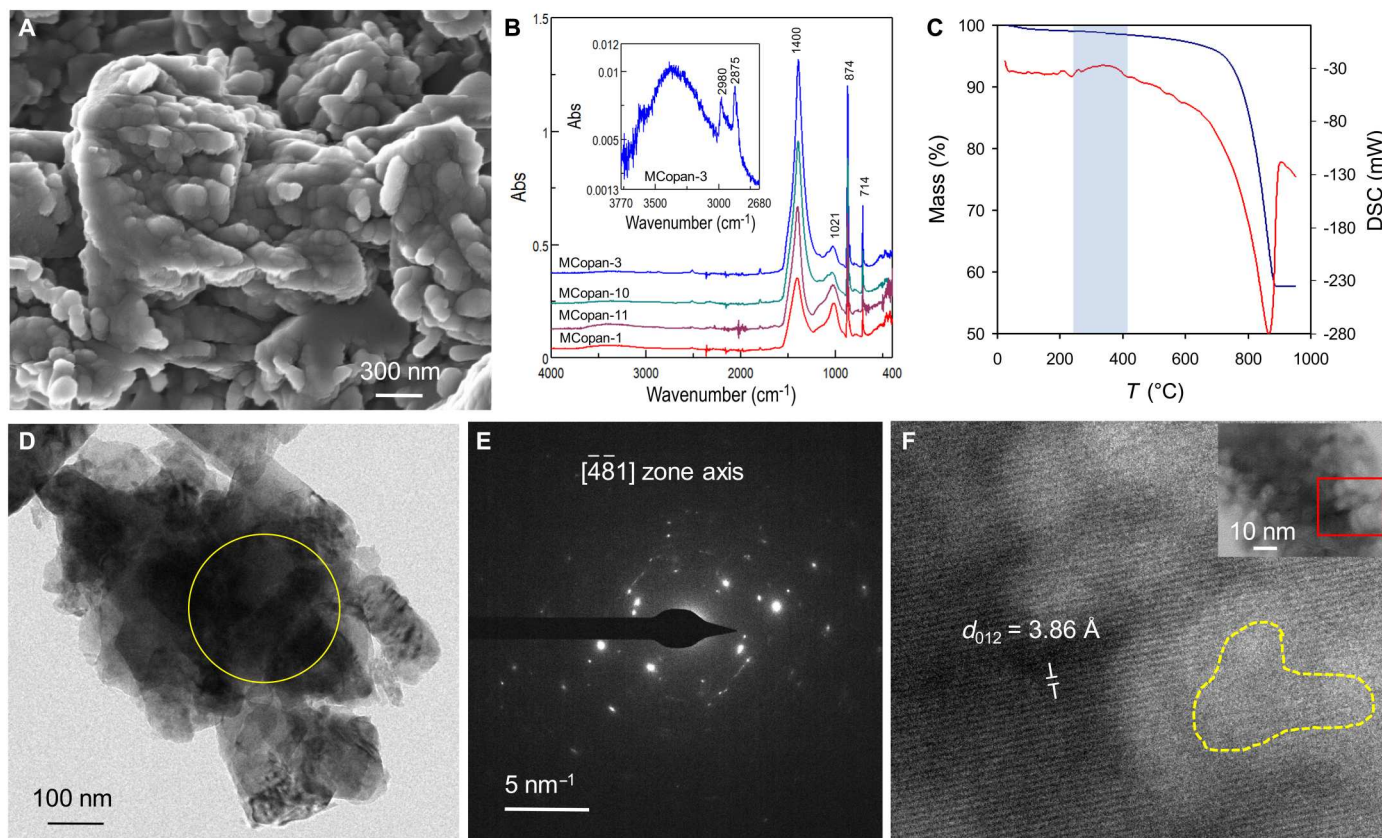 A
300 nm
B
1.5
1
0.5
0
Abs
4000 3000 2000 1000 400
Wavenumber (cm⁻¹)
1400
874
714
1021
MCopan-3
MCopan-10
MCopan-11
MCopan-1
0.012
0.01
0.005
0.0013
Abs
2980
2875
MCopan-3
3770 3500 3000 2680
Wavenumber (cm⁻¹)
C
100
90
80
70
60
50
Mass (%)
-30
-80
-130
-180
-230
-280
DSC (mW)
0 200 400 600 800 1000
T (°C)
D
100 nm
E
[4̅8̅1] zone axis
5 nm⁻¹
F
10 nm
d₀₁₂ = 3.86 Å